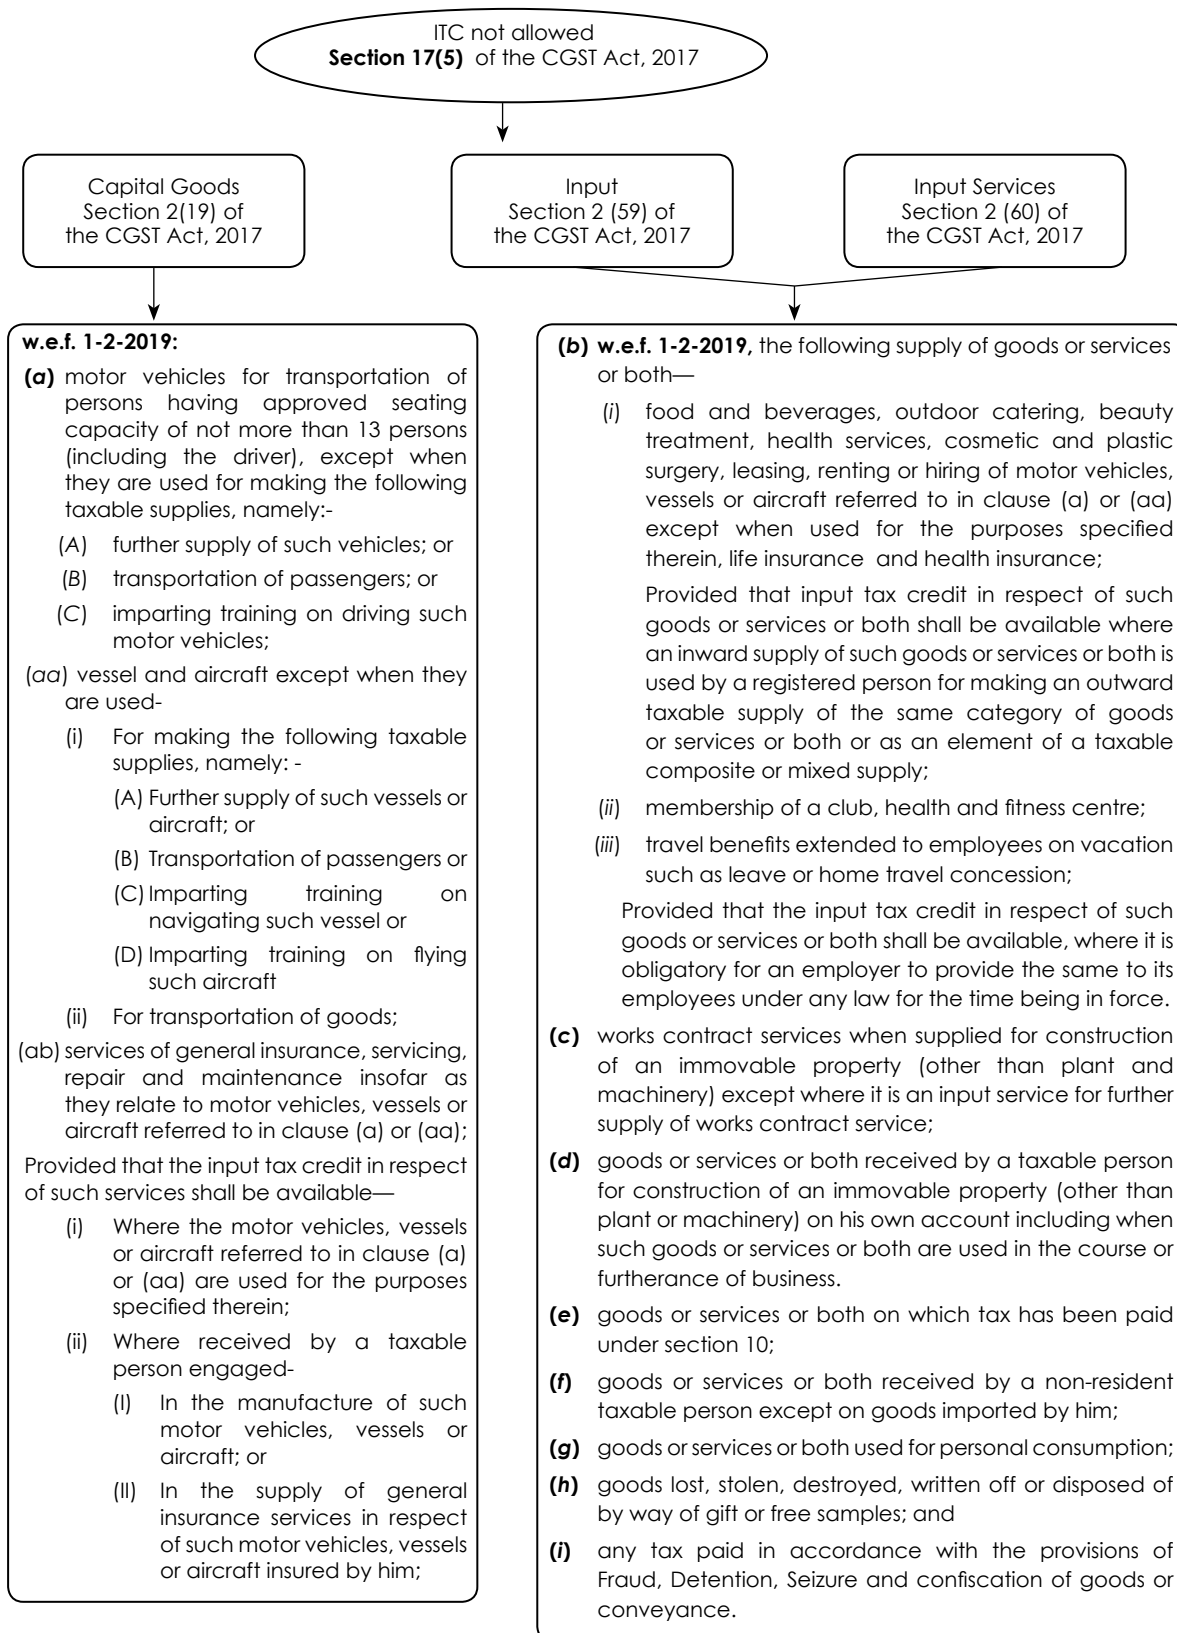 ITC not allowed
Section 17(5) of the CGST Act, 2017
Capital Goods
Section 2(19) of
the CGST Act, 2017
Input
Section 2 (59) of
the CGST Act, 2017
Input Services
Section 2 (60) of
the CGST Act, 2017
w.e.f. 1-2-2019:
(a) motor vehicles for transportation of
persons having approved seating
capacity of not more than 13 persons
(including the driver), except when
they are used for making the following
taxable supplies, namely:-
(A) further supply of such vehicles; or
(B) transportation of passengers; or
(C) imparting training on driving such
motor vehicles;
(aa) vessel and aircraft except when they
are used-
(i) For making the following taxable
supplies, namely: -
(A) Further supply of such vessels or
aircraft; or
(B) Transportation of passengers or
(C) Imparting training on
navigating such vessel or
(D) Imparting training on flying
such aircraft
(ii) For transportation of goods;
(ab) services of general insurance, servicing,
repair and maintenance insofar as
they relate to motor vehicles, vessels or
aircraft referred to in clause (a) or (aa);
Provided that the input tax credit in respect
of such services shall be available—
(i) Where the motor vehicles, vessels
or aircraft referred to in clause (a)
or (aa) are used for the purposes
specified therein;
(ii) Where received by a taxable
person engaged-
(I) In the manufacture of such
motor vehicles, vessels or
aircraft; or
(II) In the supply of general
insurance services in respect
of such motor vehicles, vessels
or aircraft insured by him;
(b) w.e.f. 1-2-2019, the following supply of goods or services
or both—
(i) food and beverages, outdoor catering, beauty
treatment, health services, cosmetic and plastic
surgery, leasing, renting or hiring of motor vehicles,
vessels or aircraft referred to in clause (a) or (aa)
except when used for the purposes specified
therein, life insurance and health insurance;
Provided that input tax credit in respect of such
goods or services or both shall be available where
an inward supply of such goods or services or both is
used by a registered person for making an outward
taxable supply of the same category of goods
or services or both or as an element of a taxable
composite or mixed supply;
(ii) membership of a club, health and fitness centre;
(iii) travel benefits extended to employees on vacation
such as leave or home travel concession;
Provided that the input tax credit in respect of such
goods or services or both shall be available, where it is
obligatory for an employer to provide the same to its
employees under any law for the time being in force.
(c) works contract services when supplied for construction
of an immovable property (other than plant and
machinery) except where it is an input service for further
supply of works contract service;
(d) goods or services or both received by a taxable person
for construction of an immovable property (other than
plant or machinery) on his own account including when
such goods or services or both are used in the course or
furtherance of business.
(e) goods or services or both on which tax has been paid
under section 10;
(f) goods or services or both received by a non-resident
taxable person except on goods imported by him;
(g) goods or services or both used for personal consumption;
(h) goods lost, stolen, destroyed, written off or disposed of
by way of gift or free samples; and
(i) any tax paid in accordance with the provisions of
Fraud, Detention, Seizure and confiscation of goods or
conveyance.